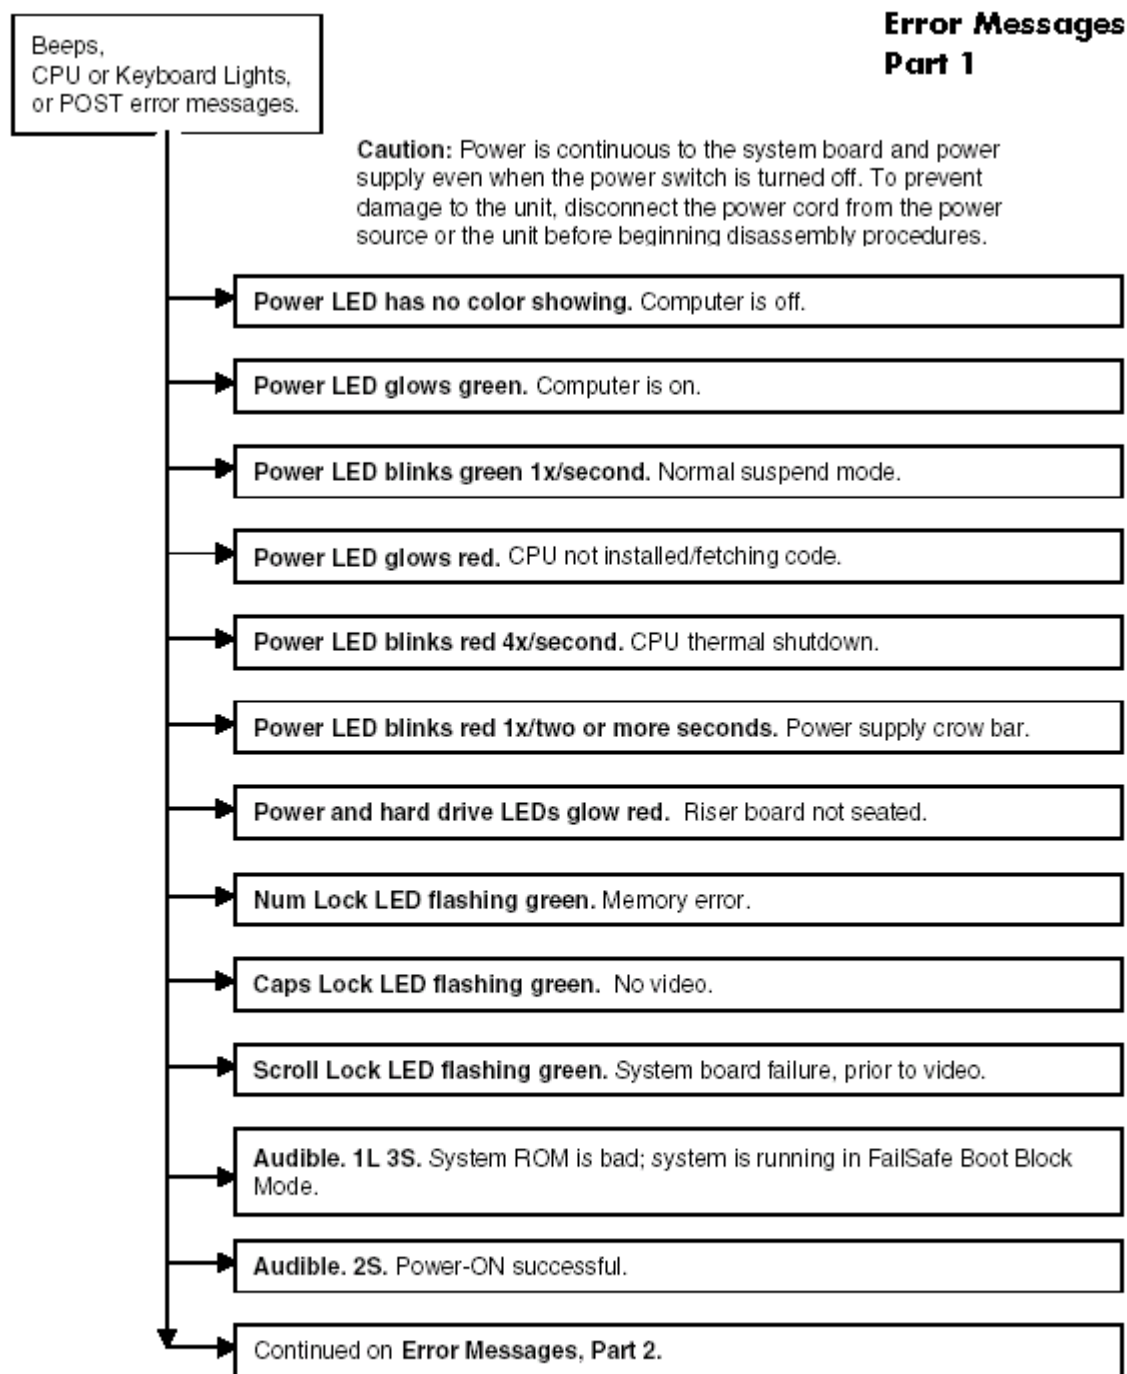 Error Messages
Part 1
Beeps,
CPU or Keyboard Lights,
or POST error messages.
Caution: Power is continuous to the system board and power
supply even when the power switch is turned off. To prevent
damage to the unit, disconnect the power cord from the power
source or the unit before beginning disassembly procedures.
Power LED has no color showing. Computer is off.
Power LED glows green. Computer is on.
Power LED blinks green 1x/second. Normal suspend mode.
Power LED glows red. CPU not installed/fetching code.
Power LED blinks red 4x/second. CPU thermal shutdown.
Power LED blinks red 1x/two or more seconds. Power supply crow bar.
Power and hard drive LEDs glow red. Riser board not seated.
Num Lock LED flashing green. Memory error.
Caps Lock LED flashing green. No video.
Scroll Lock LED flashing green. System board failure, prior to video.
Audible. 1L 3S. System ROM is bad; system is running in FailSafe Boot Block
Mode.
Audible. 2S. Power-ON successful.
Continued on Error Messages, Part 2.